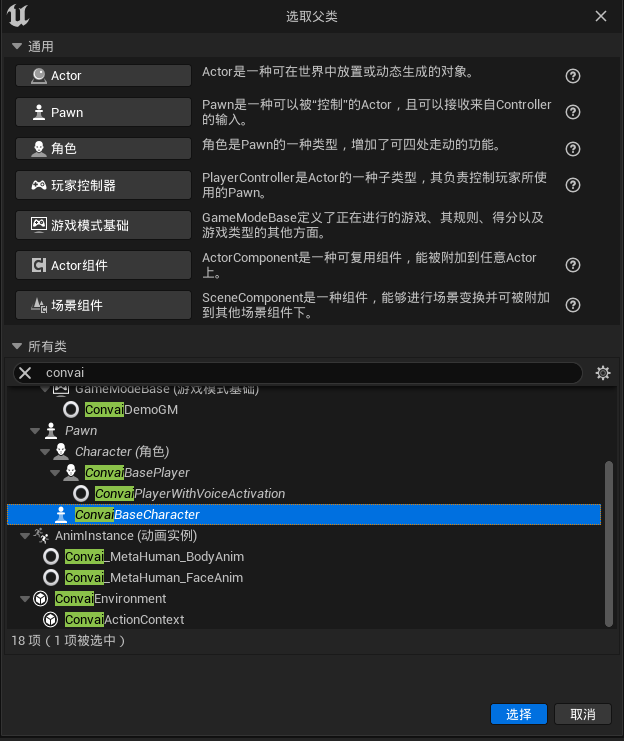 选取父类
通用
Actor
Actor是一种可在世界中放置或动态生成的对象。
Pawn
Pawn是一种可以被“控制”的Actor，且可以接收来自Controller
的输入。
角色
角色是Pawn的一种类型，增加了可四处走动的功能。
玩家控制器
PlayerController是Actor的一种子类型，其负责控制玩家所使
用的Pawn。
游戏模式基础
GameModeBase定义了正在进行的游戏、其规则、得分以及
游戏类型的其他方面。
Actor组件
ActorComponent是一种可复用组件，能被附加到任意Actor
上。
场景组件
SceneComponent是一种组件，能够进行场景变换并可被附加
到其他场景组件下。
所有类
convai
GameModeBase (游戏模式基础)
ConvaiDemoGM
Pawn
Character (角色)
ConvaiBasePlayer
ConvaiPlayerWithVoiceActivation
ConvaiBaseCharacter
AnimInstance (动画实例)
Convai_MetaHuman_BodyAnim
Convai_MetaHuman_FaceAnim
ConvaiEnvironment
ConvaiActionContext
18 项（1 项被选中）
选择
取消